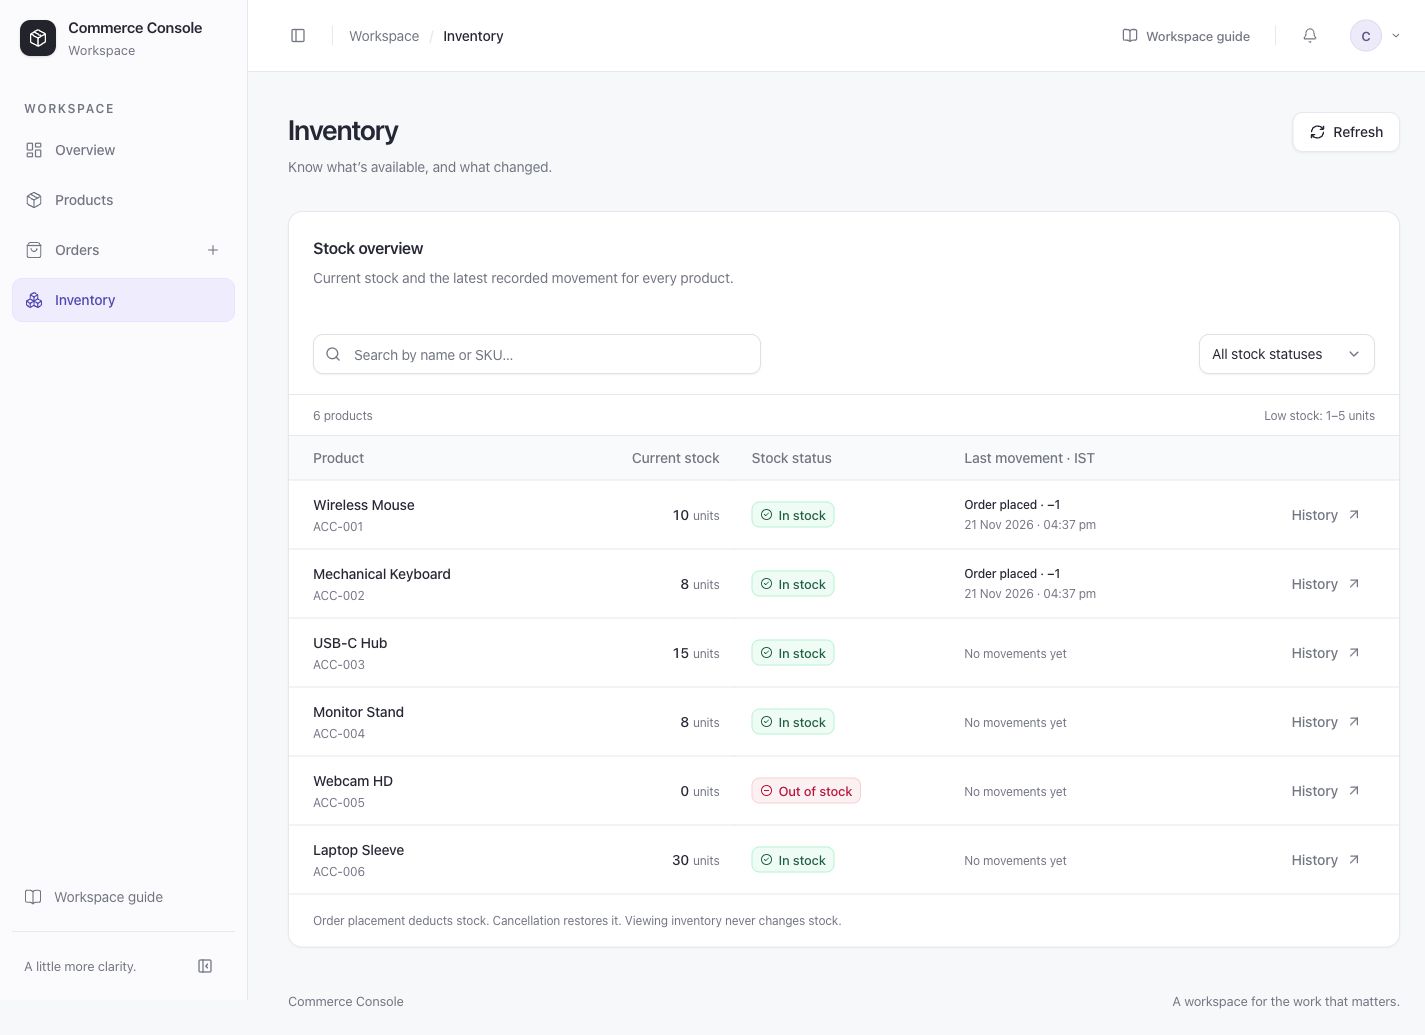 Commerce Console
Workspace
WORKSPACE
Overview
Products
Orders
Inventory
Workspace guide
A little more clarity.
Workspace / Inventory
Workspace guide
C
Inventory
Know what's available, and what changed.
Refresh
Stock overview
Current stock and the latest recorded movement for every product.
Search by name or SKU...
All stock statuses
6 products
Low stock: 1–5 units
Product Current stock Stock status Last movement · IST
Wireless Mouse
ACC-001
10 units
In stock
Order placed · −1
21 Nov 2026 · 04:37 pm
History
Mechanical Keyboard
ACC-002
8 units
In stock
Order placed · −1
21 Nov 2026 · 04:37 pm
History
USB-C Hub
ACC-003
15 units
In stock
No movements yet
History
Monitor Stand
ACC-004
8 units
In stock
No movements yet
History
Webcam HD
ACC-005
0 units
Out of stock
No movements yet
History
Laptop Sleeve
ACC-006
30 units
In stock
No movements yet
History
Order placement deducts stock. Cancellation restores it. Viewing inventory never changes stock.
Commerce Console
A workspace for the work that matters.